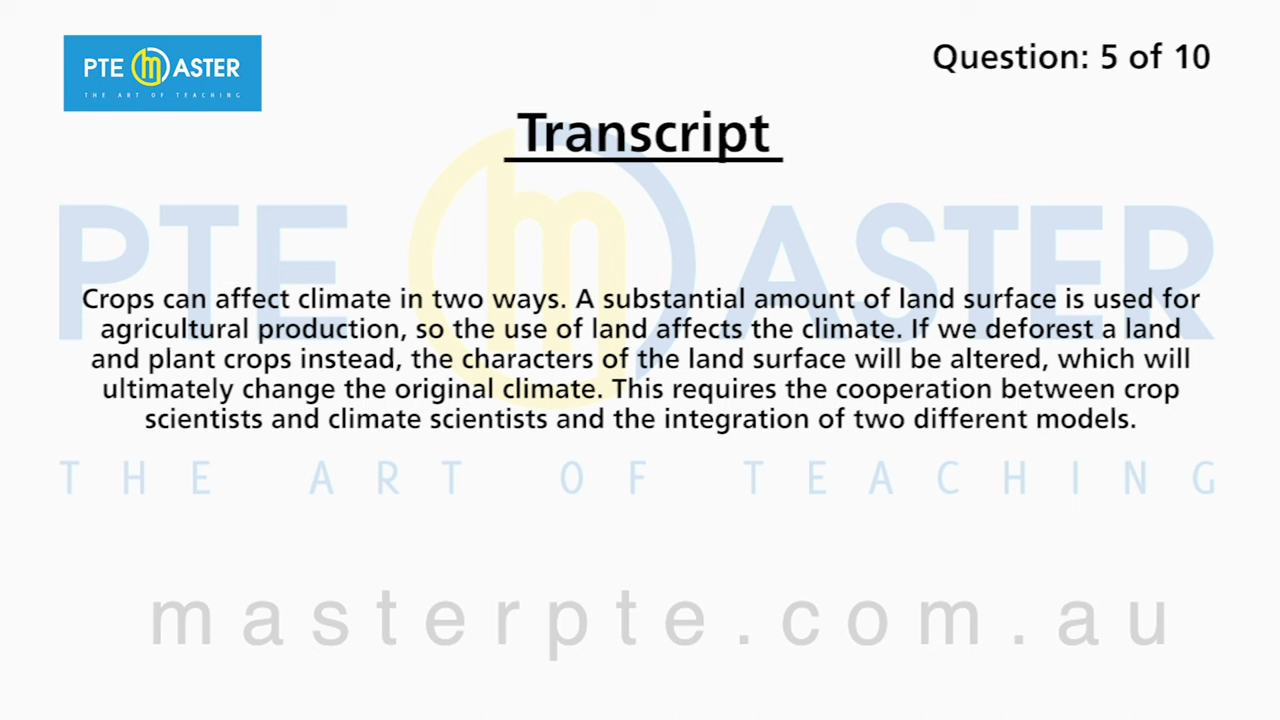 PTE MASTER
THE ART OF TEACHING
Question: 5 of 10
Transcript
PTE MASTER
Crops can affect climate in two ways. A substantial amount of land surface is used for
agricultural production, so the use of land affects the climate. If we deforest a land
and plant crops instead, the characters of the land surface will be altered, which will
ultimately change the original climate. This requires the cooperation between crop
scientists and climate scientists and the integration of two different models.
THE ART OF TEACHING
masterpte.com.au